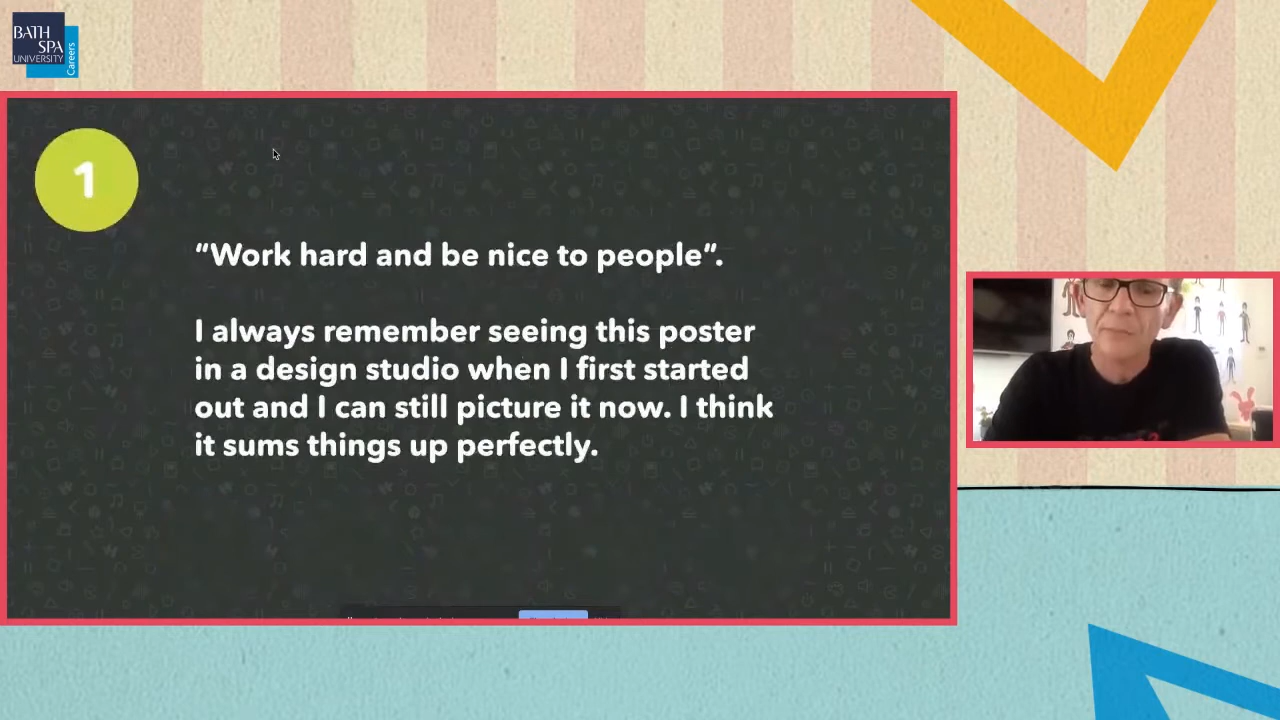 BATH
SPA
UNIVERSITY
Careers
1
“Work hard and be nice to people”.
I always remember seeing this poster
in a design studio when I first started
out and I can still picture it now. I think
it sums things up perfectly.